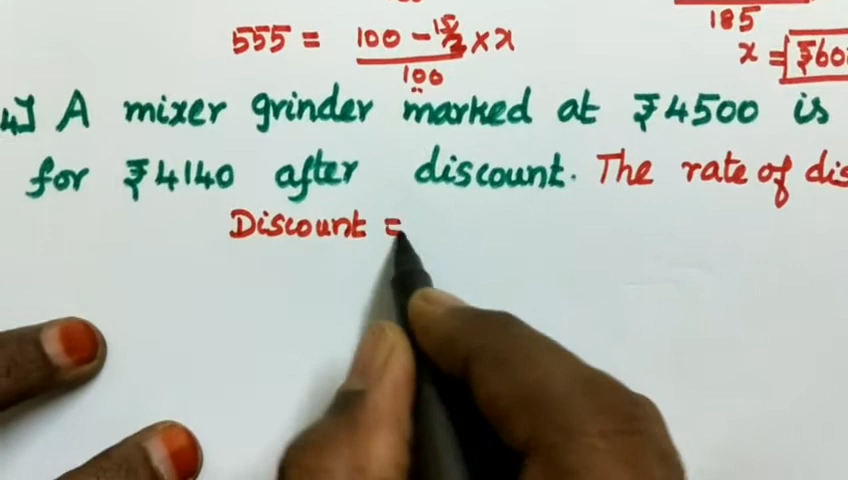 555 = 100 - 15/2 × x
100
185
x = ₹60
4] A mixer grinder marked at ₹4500 is
for ₹4140 after discount. The rate of dis
Discount =